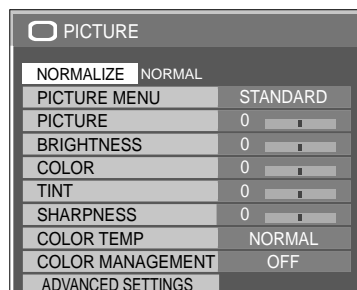 PICTURE
NORMALIZE NORMAL
PICTURE MENU STANDARD
PICTURE 0
BRIGHTNESS 0
COLOR 0
TINT 0
SHARPNESS 0
COLOR TEMP NORMAL
COLOR MANAGEMENT OFF
ADVANCED SETTINGS